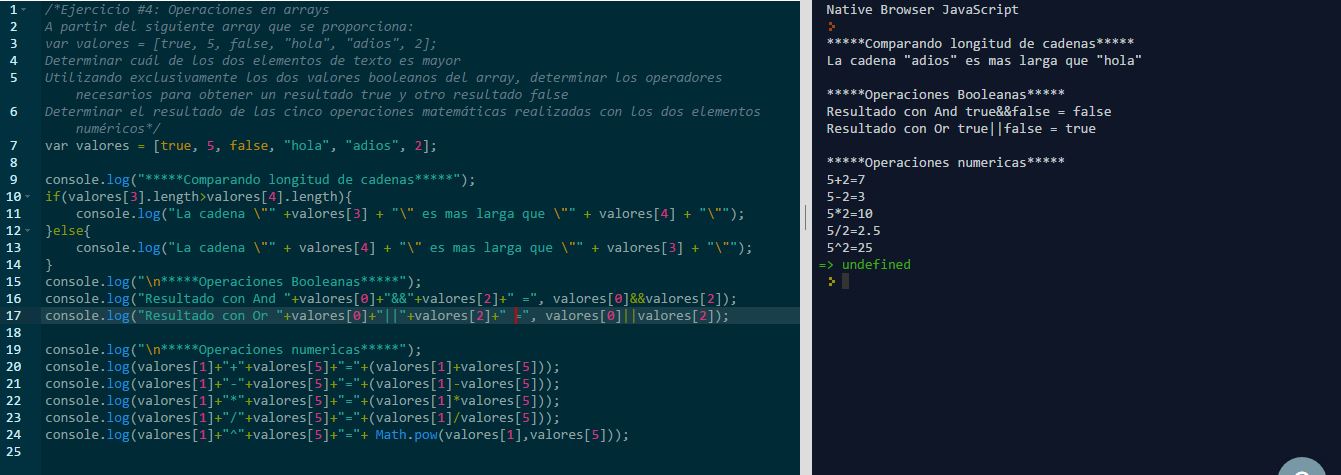 1 /*Ejercicio #4: Operaciones en arrays
2 A partir del siguiente array que se proporciona:
3 var valores = [true, 5, false, "hola", "adios", 2];
4 Determinar cuál de los dos elementos de texto es mayor
5 Utilizando exclusivamente los dos valores booleanos del array, determinar los operadores
necesarios para obtener un resultado true y otro resultado false
6 Determinar el resultado de las cinco operaciones matemáticas realizadas con los dos elementos
numéricos*/
7 var valores = [true, 5, false, "hola", "adios", 2];
8
9 console.log("*****Comparando longitud de cadenas*****");
10 if(valores[3].length>valores[4].length){
11 console.log("La cadena \"" +valores[3] + "\" es mas larga que \"" + valores[4] + "\"");
12 }else{
13 console.log("La cadena \"" + valores[4] + "\" es mas larga que \"" + valores[3] + "\"");
14 }
15 console.log("\n*****Operaciones Booleanas*****");
16 console.log("Resultado con And "+valores[0]+"&&"+valores[2]+" =", valores[0]&&valores[2]);
17 console.log("Resultado con Or "+valores[0]+"||"+valores[2]+" =", valores[0]||valores[2]);
18
19 console.log("\n*****Operaciones numericas*****");
20 console.log(valores[1]+"+"+valores[5]+"="+(valores[1]+valores[5]));
21 console.log(valores[1]+"-"+valores[5]+"="+(valores[1]-valores[5]));
22 console.log(valores[1]+"*"+valores[5]+"="+(valores[1]*valores[5]));
23 console.log(valores[1]+"/"+valores[5]+"="+(valores[1]/valores[5]));
24 console.log(valores[1]+"^"+valores[5]+"="+ Math.pow(valores[1],valores[5]));
25
Native Browser JavaScript
*****Comparando longitud de cadenas*****
La cadena "adios" es mas larga que "hola"
*****Operaciones Booleanas*****
Resultado con And true&&false = false
Resultado con Or true||false = true
*****Operaciones numericas*****
5+2=7
5-2=3
5*2=10
5/2=2.5
5^2=25
=> undefined